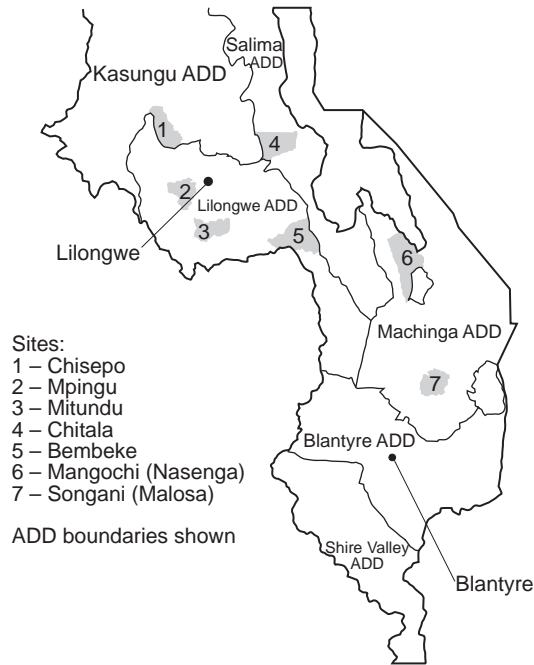 Salima
ADD
Kasungu ADD
1
4
2
Lilongwe ADD
3
5
Lilongwe
6
Machinga ADD
7
Sites:
1 – Chisepo
2 – Mpingu
3 – Mitundu
4 – Chitala
5 – Bembeke
6 – Mangochi (Nasenga)
7 – Songani (Malosa)
ADD boundaries shown
Blantyre ADD
Shire Valley
ADD
Blantyre